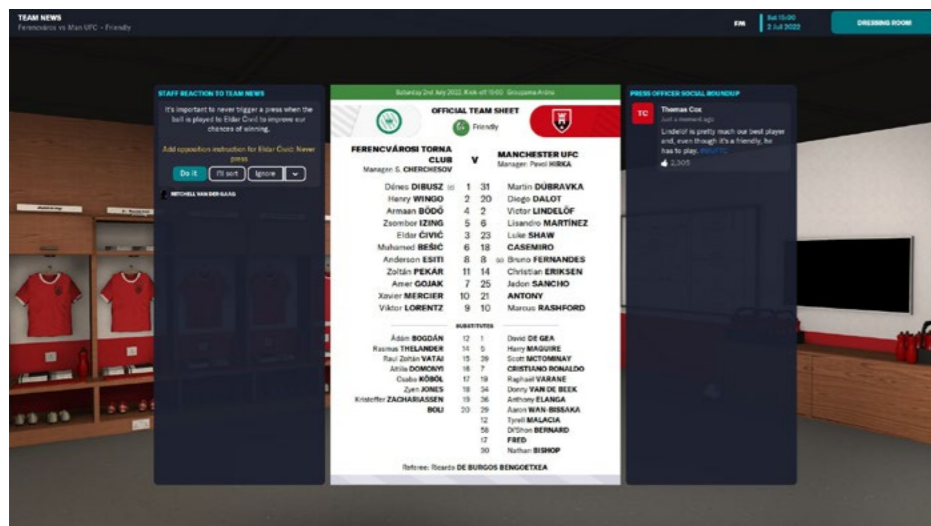 TEAM NEWS
Ferencváros vs Man UFC - Friendly
FM
Sat 15:00
2 Jul 2022
DRESSING ROOM
STAFF REACTION TO TEAM NEWS
It's important to never trigger a press when the
ball is played to Eldar Ćivić to improve our
chances of winning.
Add opposition instruction for Eldar Ćivić: Never
press
Do it
I'll sort
Ignore
MITCHELL VAN DER GAAG
Saturday 2nd July 2022, Kick-off 15:00 Groupama Aréna
OFFICIAL TEAM SHEET
Friendly
FERENCVÁROSI TORNA
CLUB
Manager: S. CHERCHESOV
V
MANCHESTER UFC
Manager: Pavol HIRKA
Dénes DIBUSZ (c) 1 31 Martin DÚBRAVKA
Henry WINGO 2 20 Diogo DALOT
Armaan BÖDŐ 4 2 Victor LINDELÖF
Zsombor IZING 5 6 Lisandro MARTÍNEZ
Eldar ĆIVIĆ 3 23 Luke SHAW
Muhamed BEŠIĆ 6 18 CASEMIRO
Anderson ESITI 8 8 (c) Bruno FERNANDES
Zoltán PEKÁR 11 14 Christian ERIKSEN
Amer GOJAK 7 25 Jadon SANCHO
Xavier MERCIER 10 21 ANTONY
Viktor LORENTZ 9 10 Marcus RASHFORD
SUBSTITUTES
Ádám BOGDÁN 12 1 David DE GEA
Rasmus THELANDER 14 5 Harry MAGUIRE
Raul Zoltán VATAI 15 39 Scott MCTOMINAY
Attila DOMONYI 16 7 CRISTIANO RONALDO
Csaba KÖBÖL 17 19 Raphaël VARANE
Zyen JONES 18 34 Donny VAN DE BEEK
Kristoffer ZACHARIASSEN 19 36 Anthony ELANGA
BOLI 20 29 Aaron WAN-BISSAKA
12 Tyrell MALACIA
58 Di'Shon BERNARD
17 FRED
30 Nathan BISHOP
Referee: Ricardo DE BURGOS BENGOETXEA
PRESS OFFICER SOCIAL ROUNDUP
TC
Thomas Cox
Just a moment ago
Lindelof is pretty much our best player
and, even though it's a friendly, he
has to play. #MUFTC
2,305